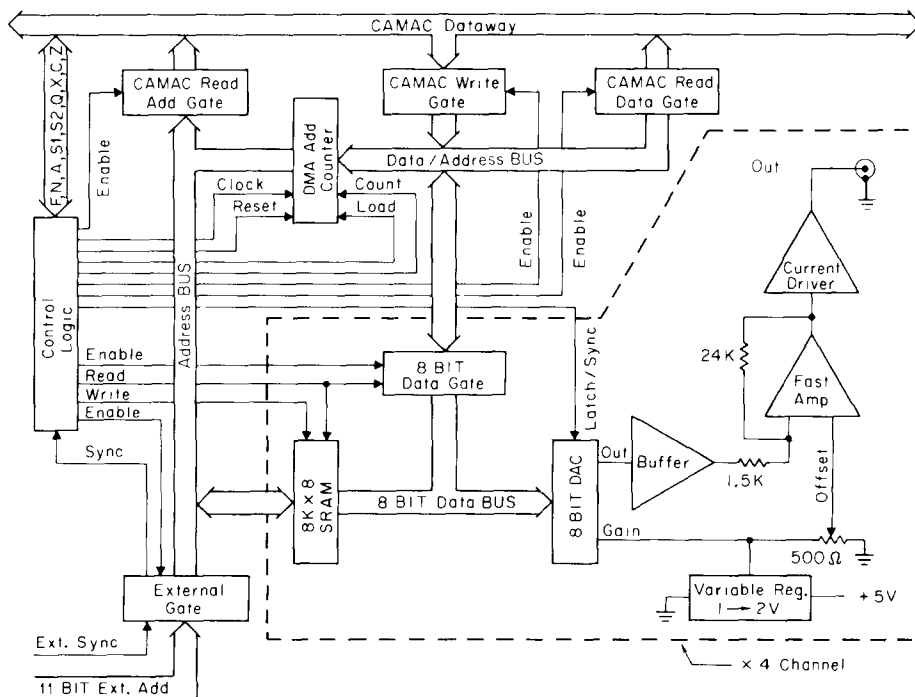 CAMAC Dataway
F,N,A,S1,S2,Q,X,C,Z
CAMAC Read
Add Gate
CAMAC Write
Gate
CAMAC Read
Data Gate
Enable
DMA Add
Counter
Data/Address BUS
Out
Clock
Count
Reset
Load
Enable
Enable
Current
Driver
Control
Logic
Address BUS
24K
Fast
Amp
Enable
8 BIT
Data Gate
Read
Write
Enable
Latch/Sync
Sync
Out
Buffer
1.5K
Offset
8K×8
SRAM
8 BIT Data BUS
8 BIT DAC
Gain
500Ω
External
Gate
Variable Reg.
1 → 2V
+5V
Ext. Sync
11 BIT Ext. Add
×4 Channel